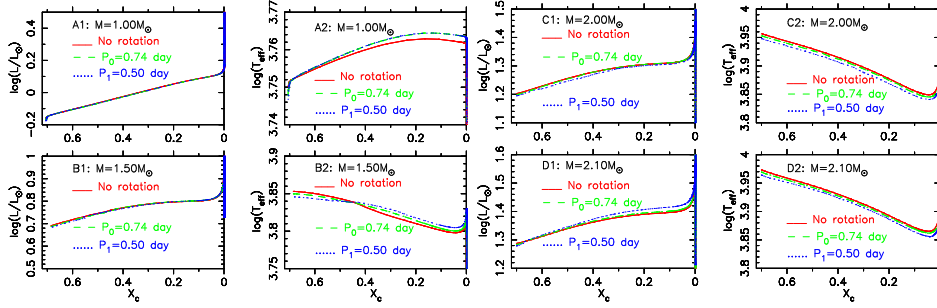 A1: M=1.00M⊙
No rotation
P₀=0.74 day
P₁=0.50 day
log(L/L⊙)
0.4
0.2
0
−0.2
0.6
0.4
0.2
0
A2: M=1.00M⊙
No rotation
P₀=0.74 day
P₁=0.50 day
log(T_eff)
3.77
3.76
3.75
3.74
0.6
0.4
0.2
0
C1: M=2.00M⊙
No rotation
P₀=0.74 day
P₁=0.50 day
log(L/L⊙)
1.5
1.4
1.3
1.2
1.1
0.6
0.4
0.2
0
C2: M=2.00M⊙
No rotation
P₀=0.74 day
P₁=0.50 day
log(T_eff)
4
3.95
3.9
3.85
3.8
0.6
0.4
0.2
0
B1: M=1.50M⊙
No rotation
P₀=0.74 day
P₁=0.50 day
log(L/L⊙)
1
0.9
0.8
0.7
0.6
0.5
0.6
0.4
0.2
0
X_c
B2: M=1.50M⊙
No rotation
P₀=0.74 day
P₁=0.50 day
log(T_eff)
3.9
3.85
3.8
3.75
0.6
0.4
0.2
0
X_c
D1: M=2.10M⊙
No rotation
P₀=0.74 day
P₁=0.50 day
log(L/L⊙)
1.6
1.5
1.4
1.3
1.2
0.6
0.4
0.2
0
X_c
D2: M=2.10M⊙
No rotation
P₀=0.74 day
P₁=0.50 day
log(T_eff)
4
3.95
3.9
3.85
3.8
0.6
0.4
0.2
0
X_c